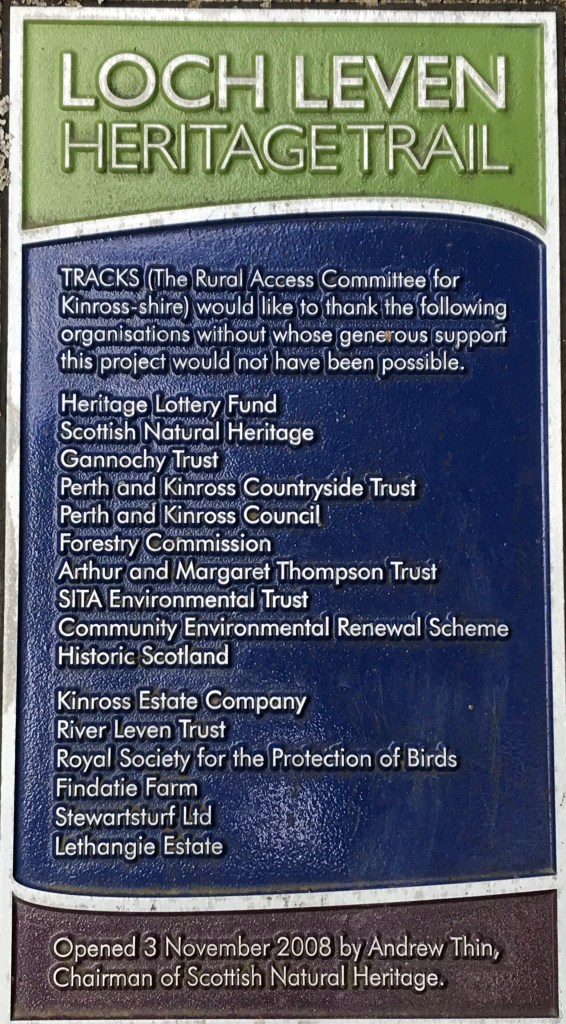 LOCH LEVEN
HERITAGE TRAIL
TRACKS (The Rural Access Committee for
Kinross-shire) would like to thank the following
organisations without whose generous support
this project would not have been possible.
Heritage Lottery Fund
Scottish Natural Heritage
Gannochy Trust
Perth and Kinross Countryside Trust
Perth and Kinross Council
Forestry Commission
Arthur and Margaret Thompson Trust
SITA Environmental Trust
Community Environmental Renewal Scheme
Historic Scotland
Kinross Estate Company
River Leven Trust
Royal Society for the Protection of Birds
Findatie Farm
Stewartsturf Ltd
Lethangie Estate
Opened 3 November 2008 by Andrew Thin,
Chairman of Scottish Natural Heritage.